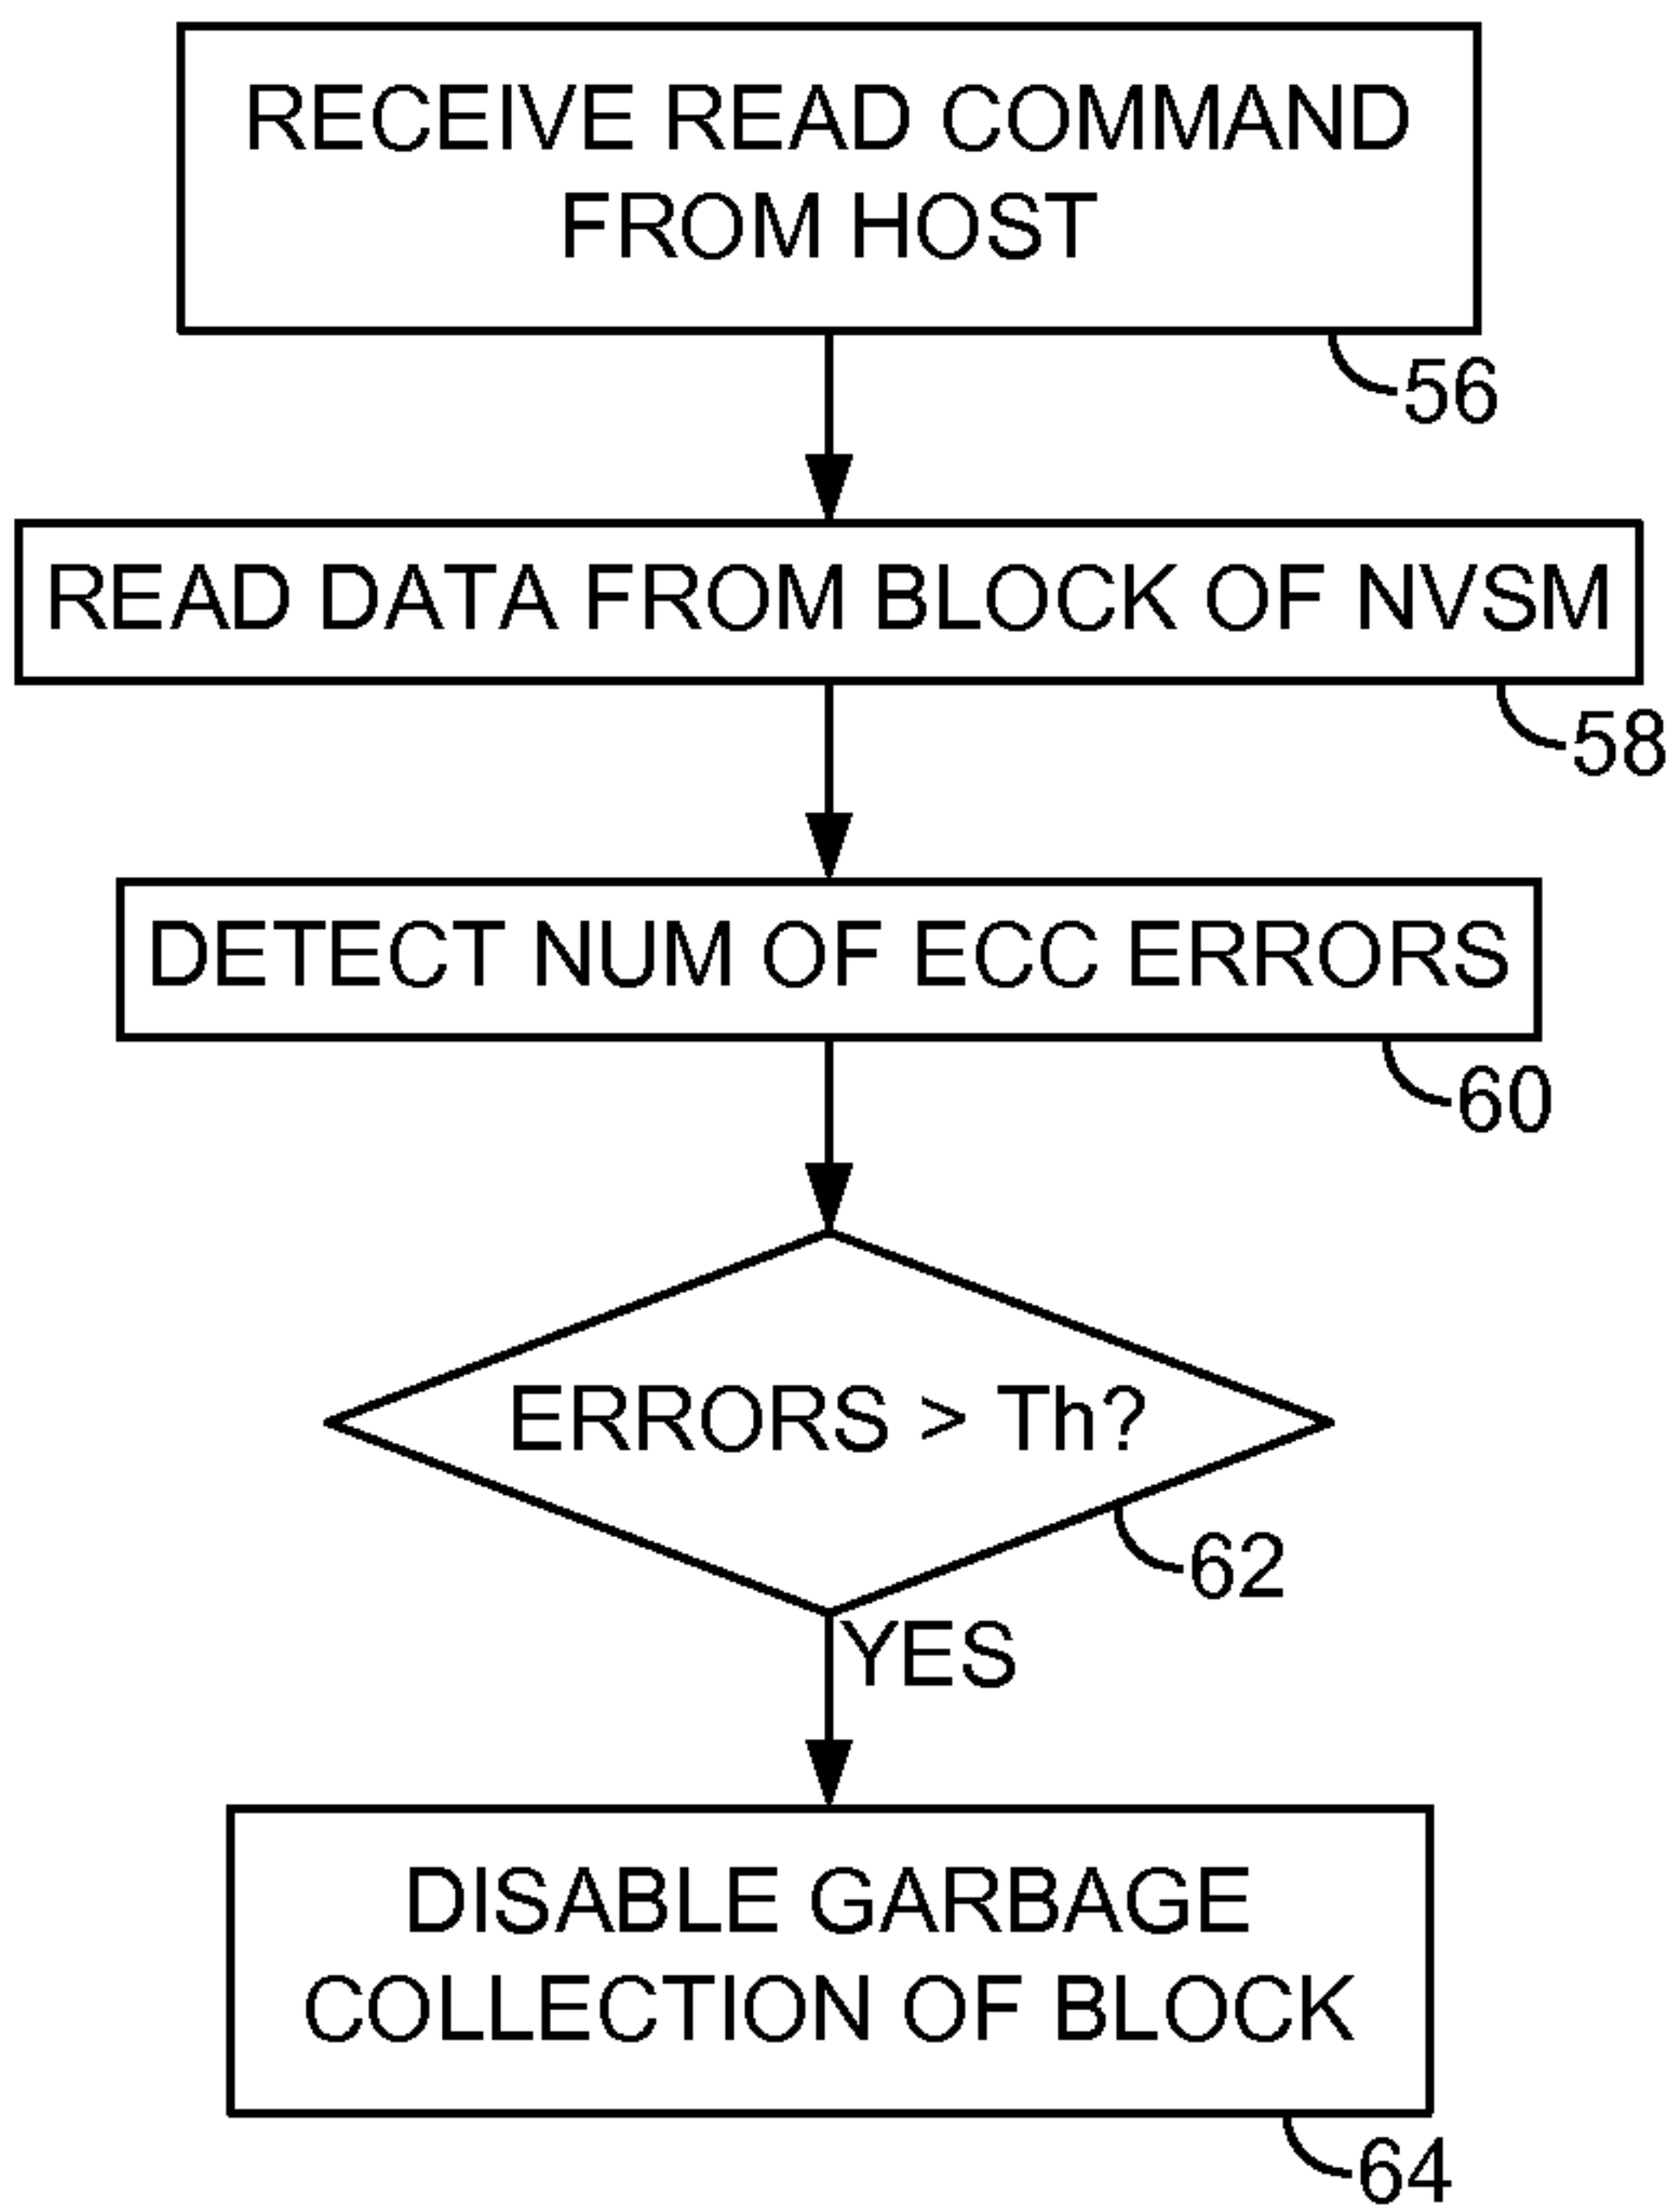 RECEIVE READ COMMAND
FROM HOST
56
READ DATA FROM BLOCK OF NVSM
58
DETECT NUM OF ECC ERRORS
60
ERRORS > Th?
62
YES
DISABLE GARBAGE
COLLECTION OF BLOCK
64